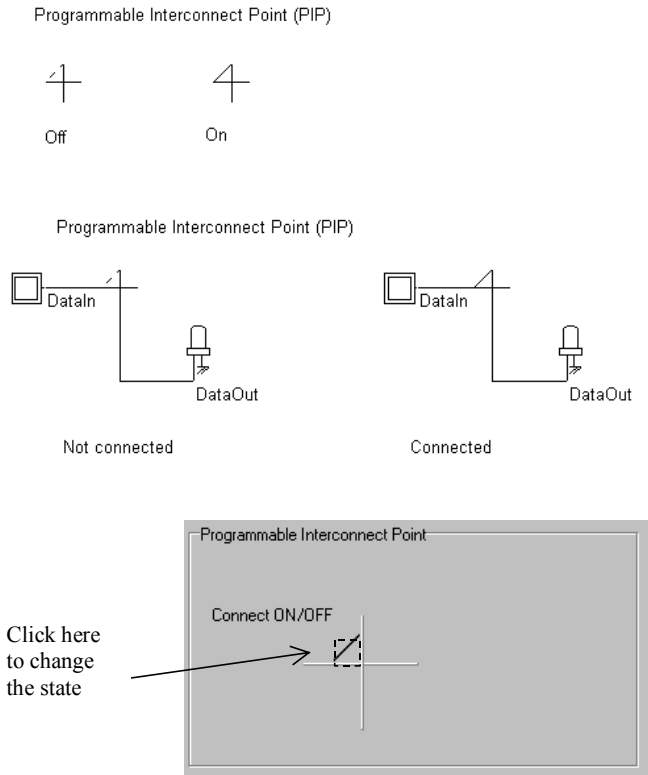 Programmable Interconnect Point (PIP)
Off
On
Programmable Interconnect Point (PIP)
DataIn
DataOut
Not connected
DataIn
DataOut
Connected
Programmable Interconnect Point
Connect ON/OFF
Click here
to change
the state